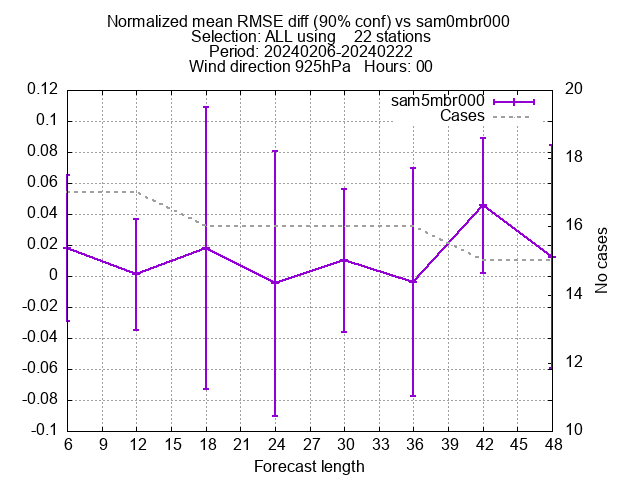 Normalized mean RMSE diff (90% conf) vs sam0mbr000
Selection: ALL using    22 stations
Period: 20240206-20240222
Wind direction 925hPa   Hours: 00
sam5mbr000
Cases
0.12
0.1
0.08
0.06
0.04
0.02
0
-0.02
-0.04
-0.06
-0.08
-0.1
20
18
16
14
12
10
No cases
6 12 15 18 21 24 27 30 33 36 39 42 45 48
9
Forecast length